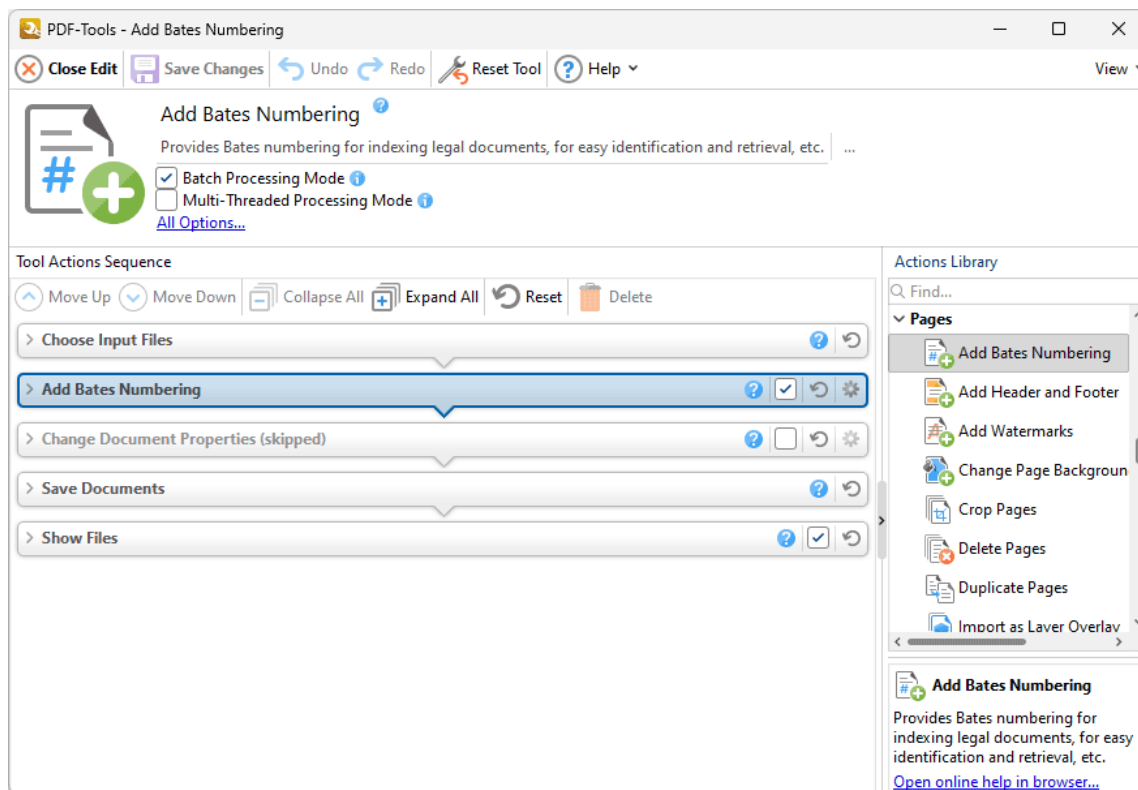 PDF-Tools - Add Bates Numbering
Close Edit Save Changes Undo Redo Reset Tool ? Help View
Add Bates Numbering ?
Provides Bates numbering for indexing legal documents, for easy identification and retrieval, etc. ...
# Batch Processing Mode i
Multi-Threaded Processing Mode i
All Options...
Tool Actions Sequence
Move Up Move Down Collapse All Expand All Reset Delete
Choose Input Files ?
Add Bates Numbering ?
Change Document Properties (skipped) ?
Save Documents ?
Show Files ?
Actions Library
Find...
Pages
# Add Bates Numbering
Add Header and Footer
Add Watermarks
Change Page Backgroun
Crop Pages
Delete Pages
Duplicate Pages
Import as Layer Overlay
# Add Bates Numbering
Provides Bates numbering for
indexing legal documents, for easy
identification and retrieval, etc.
Open online help in browser...